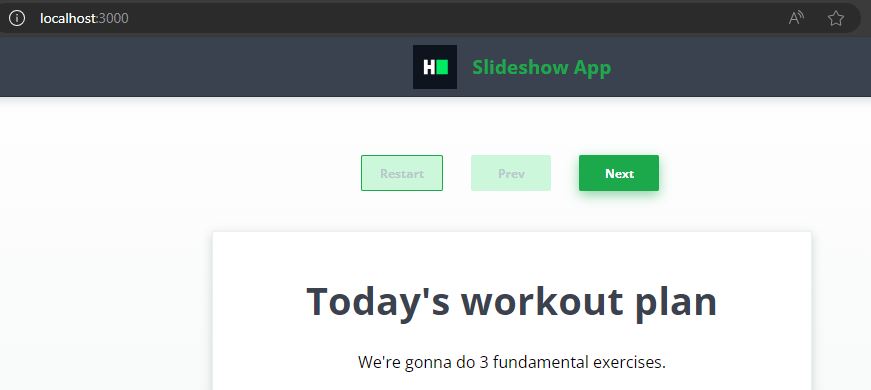 localhost:3000
H Slideshow App
Restart Prev Next
Today's workout plan
We're gonna do 3 fundamental exercises.